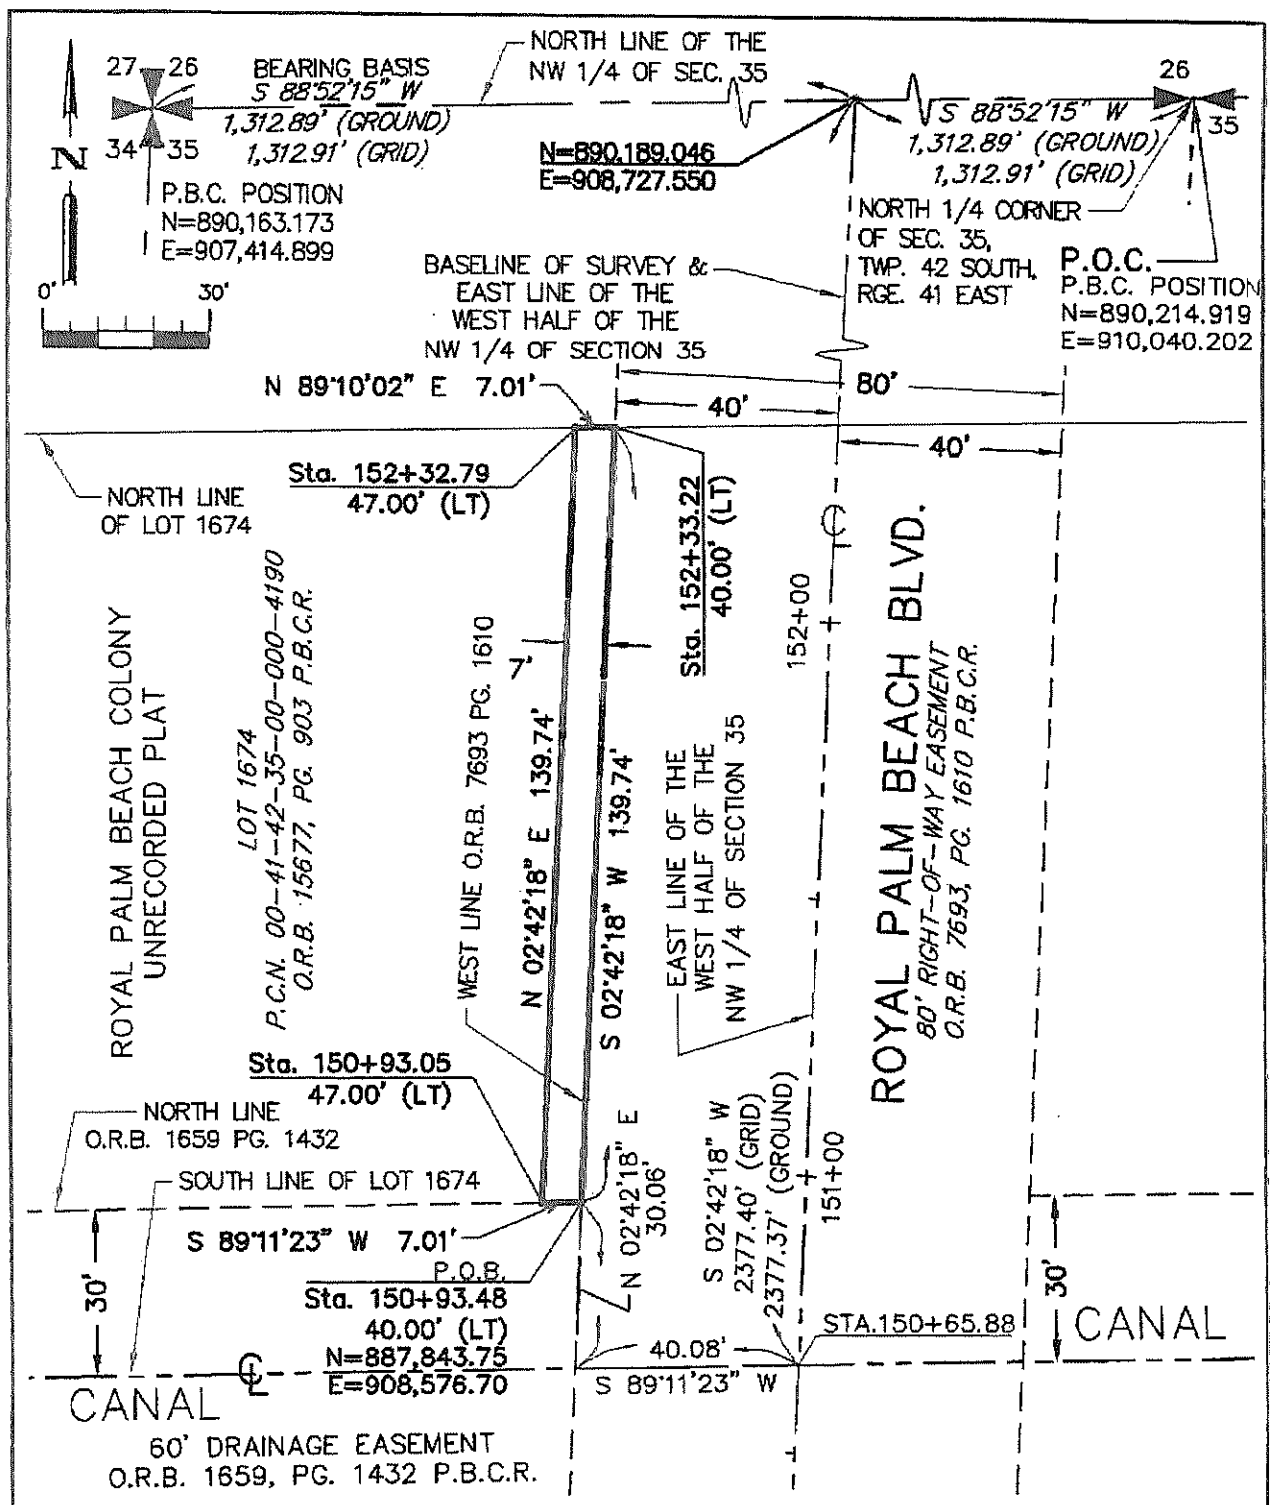 NORTH LINE OF THE
NW 1/4 OF SEC. 35
27 26
34 35
BEARING BASIS
S 88°52'15" W
1,312.89' (GROUND)
1,312.91' (GRID)
N
P.B.C. POSITION
N=890,163.173
E=907,414.899
0' 30'
N=890,189.046
E=908,727.550
26
35
S 88°52'15" W
1,312.89' (GROUND)
1,312.91' (GRID)
NORTH 1/4 CORNER
OF SEC. 35,
TWP. 42 SOUTH,
RGE. 41 EAST
P.O.C.
P.B.C. POSITION
N=890,214.919
E=910,040.202
BASELINE OF SURVEY &
EAST LINE OF THE
WEST HALF OF THE
NW 1/4 OF SECTION 35
80'
N 89°10'02" E 7.01'
40'
40'
Sta. 152+32.79
47.00' (LT)
NORTH LINE
OF LOT 1674
Sta. 152+33.22
40.00' (LT)
ROYAL PALM BEACH COLONY
UNRECORDED PLAT
LOT 1674
P.C.N. 00-41-42-35-00-000-4190
O.R.B. 15677, PG. 903 P.B.C.R.
WEST LINE O.R.B. 7693 PG. 1610
7'
N 02°42'18" E 139.74'
S 02°42'18" W 139.74'
EAST LINE OF THE
WEST HALF OF THE
NW 1/4 OF SECTION 35
152+00
ROYAL PALM BEACH BLVD.
80' RIGHT-OF-WAY EASEMENT
O.R.B. 7693, PG. 1610 P.B.C.R.
Sta. 150+93.05
47.00' (LT)
NORTH LINE
O.R.B. 1659 PG. 1432
SOUTH LINE OF LOT 1674
N 02°42'18" E
30.06'
S 02°42'18" W
2377.40' (GRID)
2377.37' (GROUND)
151+00
S 89°11'23" W 7.01'
P.O.B.
Sta. 150+93.48
40.00' (LT)
N=887,843.75
E=908,576.70
30'
30'
STA.150+65.88
CANAL
40.08'
S 89°11'23" W
CL
CANAL
60' DRAINAGE EASEMENT
O.R.B. 1659, PG. 1432 P.B.C.R.